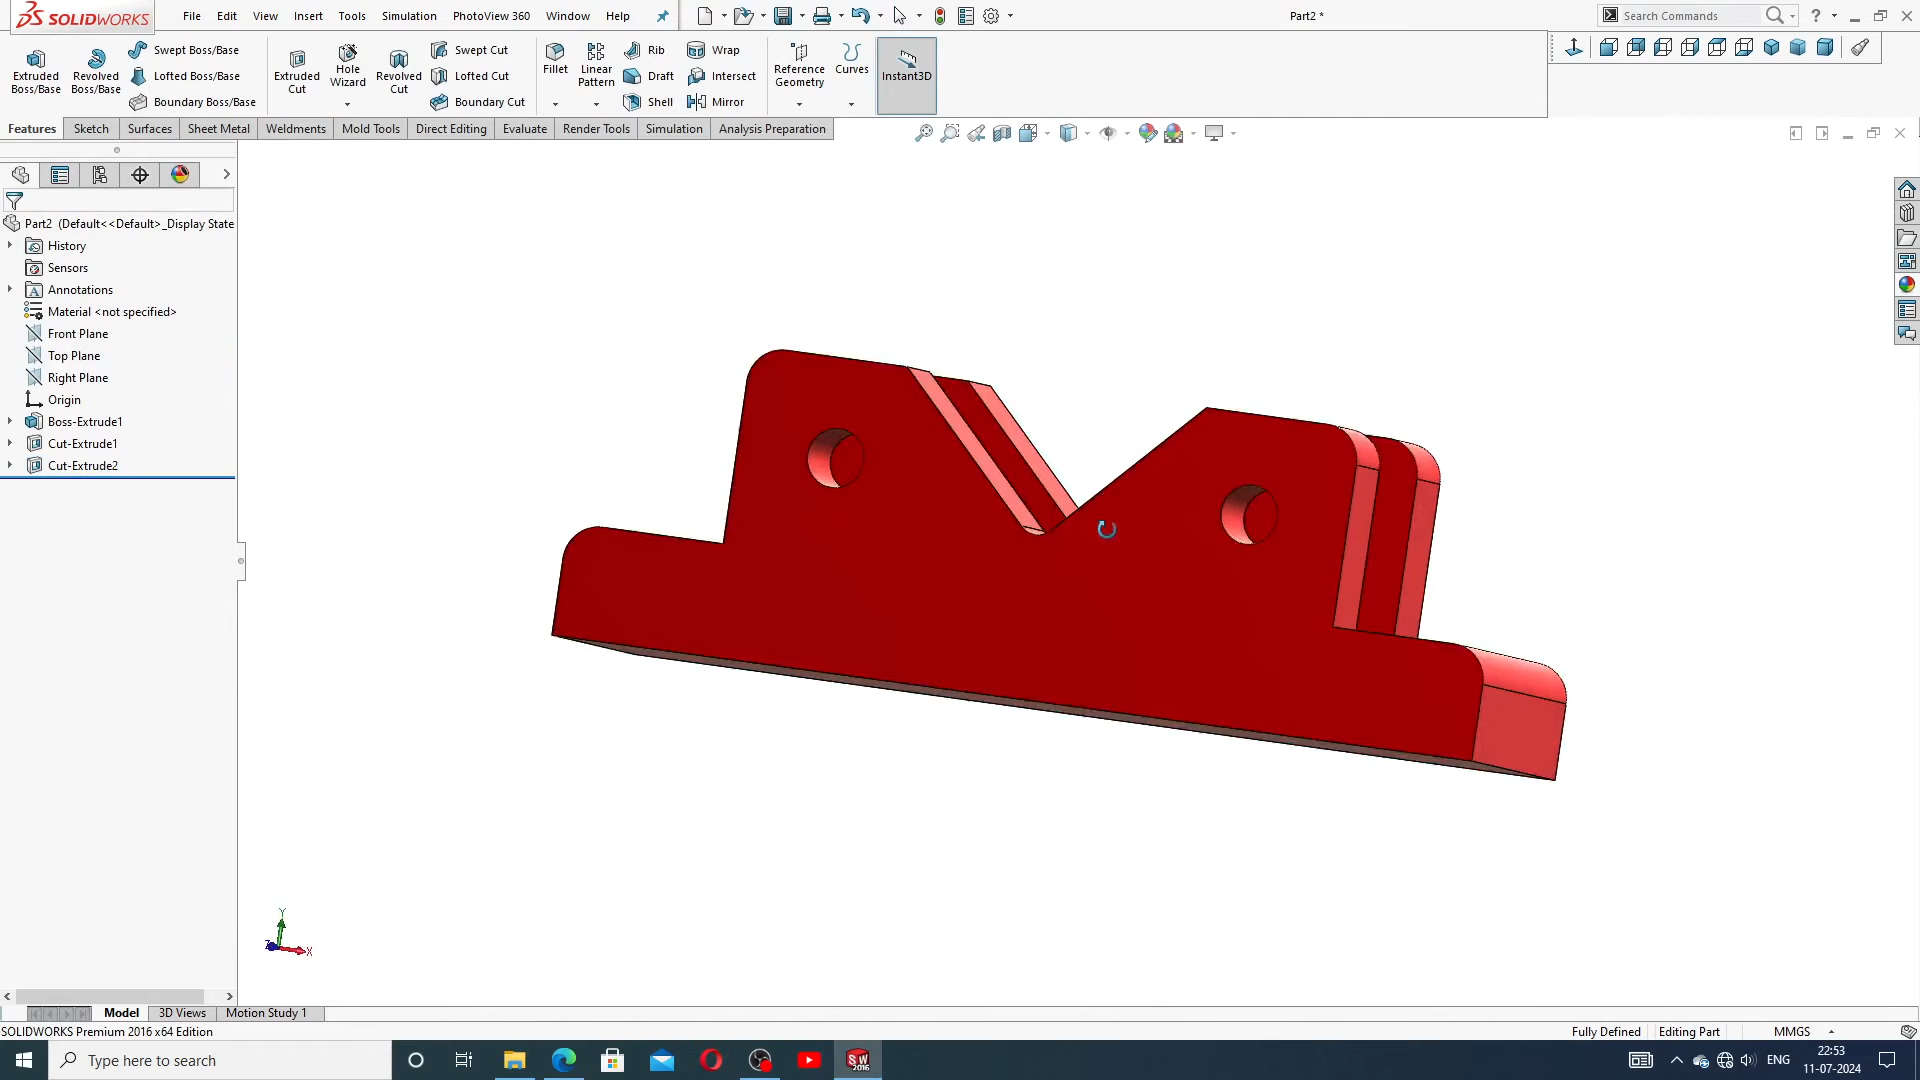 SOLIDWORKS
File Edit View Insert Tools Simulation PhotoView 360 Window Help
Part2 *
Search Commands
?
Extruded Boss/Base
Revolved Boss/Base
Swept Boss/Base
Lofted Boss/Base
Boundary Boss/Base
Extruded Cut
Hole Wizard
Revolved Cut
Swept Cut
Lofted Cut
Boundary Cut
Fillet
Linear Pattern
Rib
Draft
Shell
Wrap
Intersect
Mirror
Reference Geometry
Curves
Instant3D
Features Sketch Surfaces Sheet Metal Weldments Mold Tools Direct Editing Evaluate Render Tools Simulation Analysis Preparation
Part2 (Default<<Default>_Display State
History
Sensors
A Annotations
Material <not specified>
Front Plane
Top Plane
Right Plane
Origin
Boss-Extrude1
Cut-Extrude1
Cut-Extrude2
Y
Z
X
Model 3D Views Motion Study 1
SOLIDWORKS Premium 2016 x64 Edition
Fully Defined Editing Part MMGS
Type here to search
SW 2016
ENG
22:53
11-07-2024